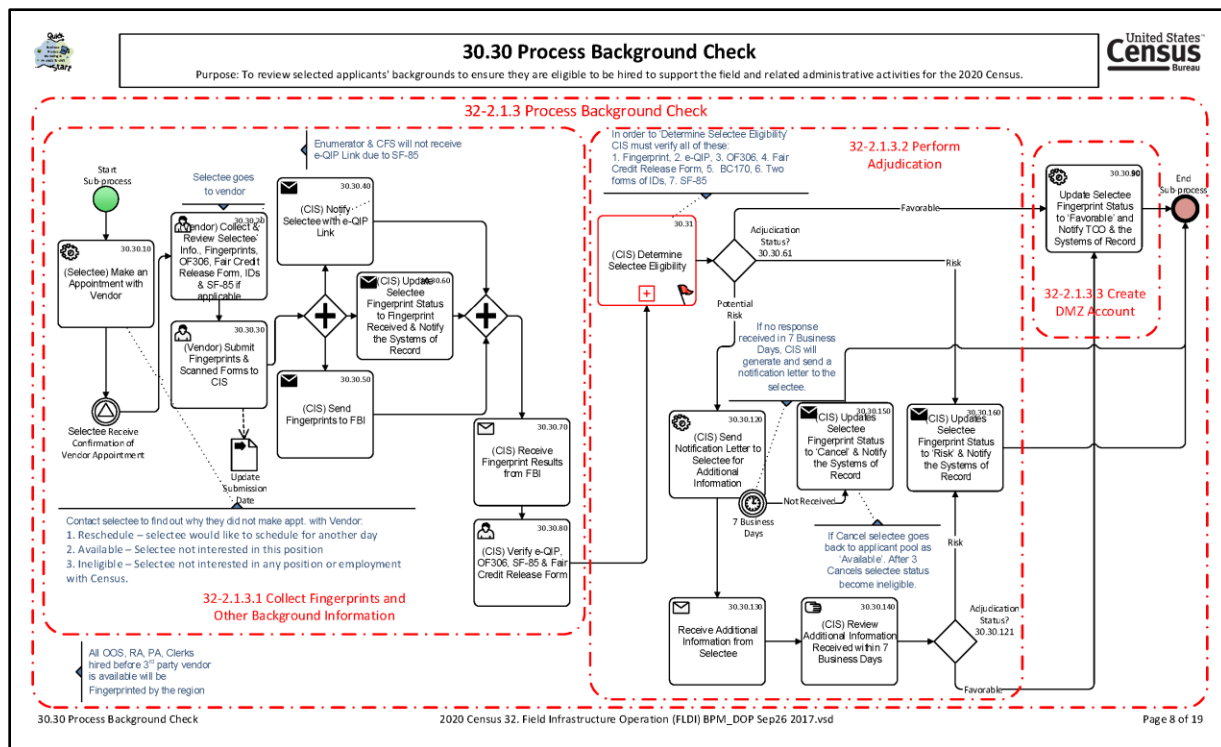 Quick
Start
30.30 Process Background Check
Purpose: To review selected applicants' backgrounds to ensure they are eligible to be hired to support the field and related administrative activities for the 2020 Census.
United States™
Census
Bureau
32-2.1.3 Process Background Check
Enumerator & CFS will not receive
e-QIP Link due to SF-85
Start
Sub-process
Selectee goes
to vendor
30.30.10
(Selectee) Make an
Appointment with
Vendor
Selectee Receive
Confirmation of
Vendor Appointment
30.30.20
(Vendor) Collect &
Review Selectee'
Info., Fingerprints,
OF306, Fair Credit
Release Form, IDs
& SF-85 if
applicable
30.30.30
(Vendor) Submit
Fingerprints &
Scanned Forms to
CIS
Update
Submission
Date
30.30.40
(CIS) Notify
Selectee with e-QIP
Link
30.30.60
(CIS) Update
Selectee
Fingerprint Status
to Fingerprint
Received & Notify
the Systems of
Record
30.30.50
(CIS) Send
Fingerprints to FBI
30.30.70
(CIS) Receive
Fingerprint Results
from FBI
30.30.80
(CIS) Verify e-QIP,
OF306, SF-85 & Fair
Credit Release Form
Contact selectee to find out why they did not make appt. with Vendor:
1. Reschedule – selectee would like to schedule for another day
2. Available – Selectee not interested in this position
3. Ineligible – Selectee not interested in any position or employment
with Census.
32-2.1.3.1 Collect Fingerprints and
Other Background Information
All OOS, RA, PA, Clerks
hired before 3rd party vendor
is available will be
Fingerprinted by the region
In order to 'Determine Selectee Eligibility'
CIS must verify all of these:
1. Fingerprint, 2. e-QIP, 3. OF306, 4. Fair
Credit Release Form, 5. BC170, 6. Two
forms of IDs, 7. SF-85
32-2.1.3.2 Perform
Adjudication
30.31
(CIS) Determine
Selectee Eligibility
Adjudication
Status?
30.30.61
Favorable
Risk
Potential
Risk
If no response
received in 7 Business
Days, CIS will
generate and send a
notification letter to the
selectee.
30.30.120
(CIS) Send
Notification Letter to
Selectee for
Additional
Information
7 Business
Days
Not Received
30.30.150
(CIS) Updates
Selectee
Fingerprint Status
to 'Cancel' & Notify
the Systems of
Record
30.30.160
(CIS) Updates
Selectee
Fingerprint Status
to 'Risk' & Notify
the Systems of
Record
If Cancel selectee goes
back to applicant pool as
'Available'. After 3
Cancels selectee status
become ineligible.
Risk
30.30.130
Receive Additional
Information from
Selectee
30.30.140
(CIS) Review
Additional Information
Received within 7
Business Days
Adjudication
Status?
30.30.121
Favorable
30.30.90
Update Selectee
Fingerprint Status
to 'Favorable' and
Notify TCO & the
Systems of Record
32-2.1.3.3 Create
DMZ Account
End
Sub-process
30.30 Process Background Check
2020 Census 32. Field Infrastructure Operation (FLDI) BPM_DOP Sep26 2017.vsd
Page 8 of 19